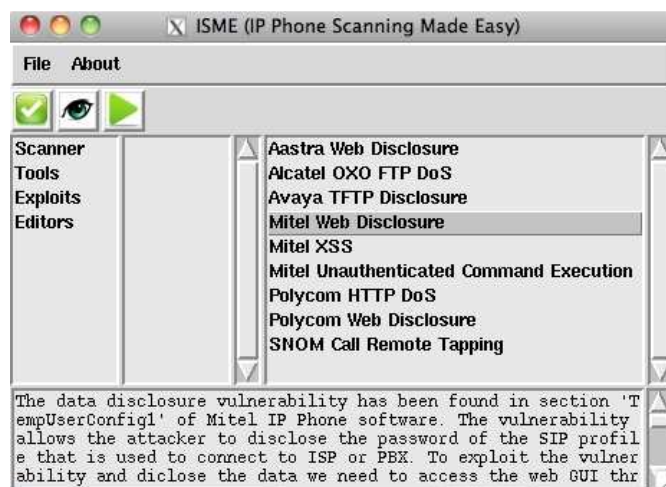 ISME (IP Phone Scanning Made Easy)
File About
Scanner
Tools
Exploits
Editors
Aastra Web Disclosure
Alcatel OXO FTP DoS
Avaya TFTP Disclosure
Mitel Web Disclosure
Mitel XSS
Mitel Unauthenticated Command Execution
Polycom HTTP DoS
Polycom Web Disclosure
SNOM Call Remote Tapping
The data disclosure vulnerability has been found in section 'T
empUserConfig1' of Mitel IP Phone software. The vulnerability
allows the attacker to disclose the password of the SIP profil
e that is used to connect to ISP or PBX. To exploit the vulner
ability and diclose the data we need to access the web GUI thr